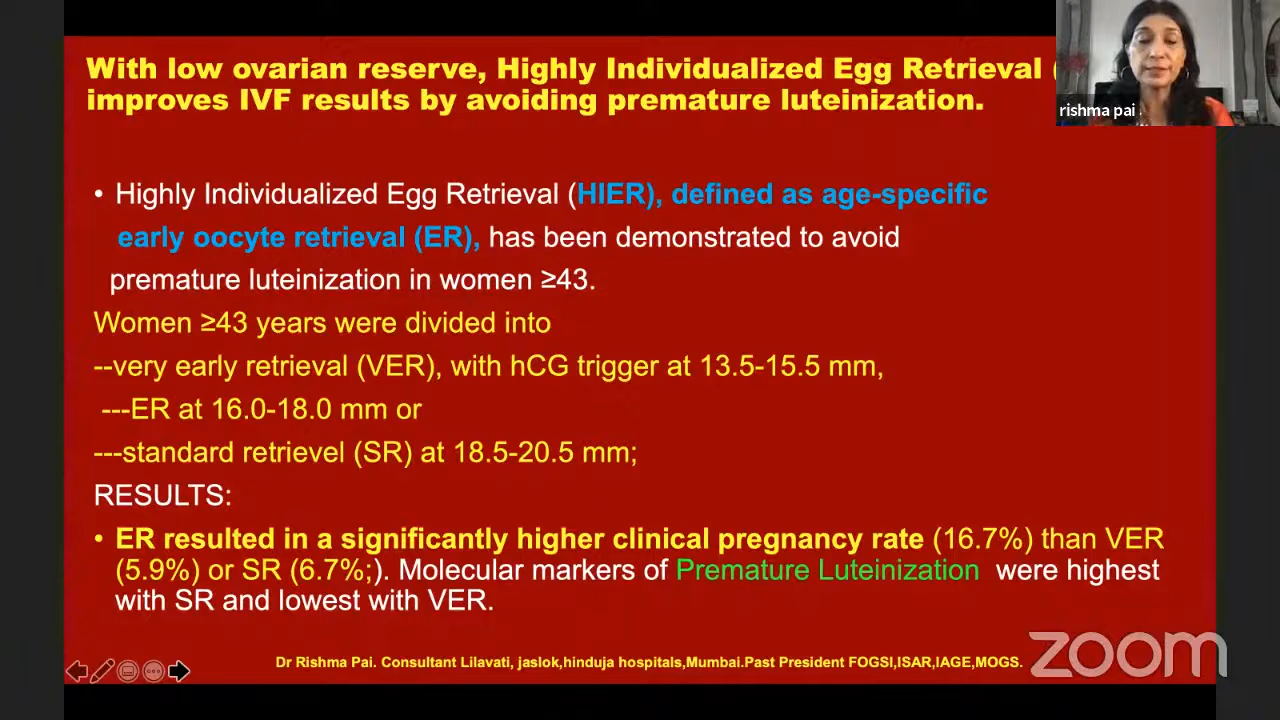 With low ovarian reserve, Highly Individualized Egg Retrieval (
improves IVF results by avoiding premature luteinization.
rishma pai
• Highly Individualized Egg Retrieval (HIER), defined as age-specific
early oocyte retrieval (ER), has been demonstrated to avoid
premature luteinization in women ≥43.
Women ≥43 years were divided into
--very early retrieval (VER), with hCG trigger at 13.5-15.5 mm,
---ER at 16.0-18.0 mm or
---standard retrievel (SR) at 18.5-20.5 mm;
RESULTS:
• ER resulted in a significantly higher clinical pregnancy rate (16.7%) than VER
(5.9%) or SR (6.7%;). Molecular markers of Premature Luteinization were highest
with SR and lowest with VER.
Dr Rishma Pai. Consultant Lilavati, jaslok,hinduja hospitals,Mumbai.Past President FOGSI,ISAR,IAGE,MOGS.
zoom